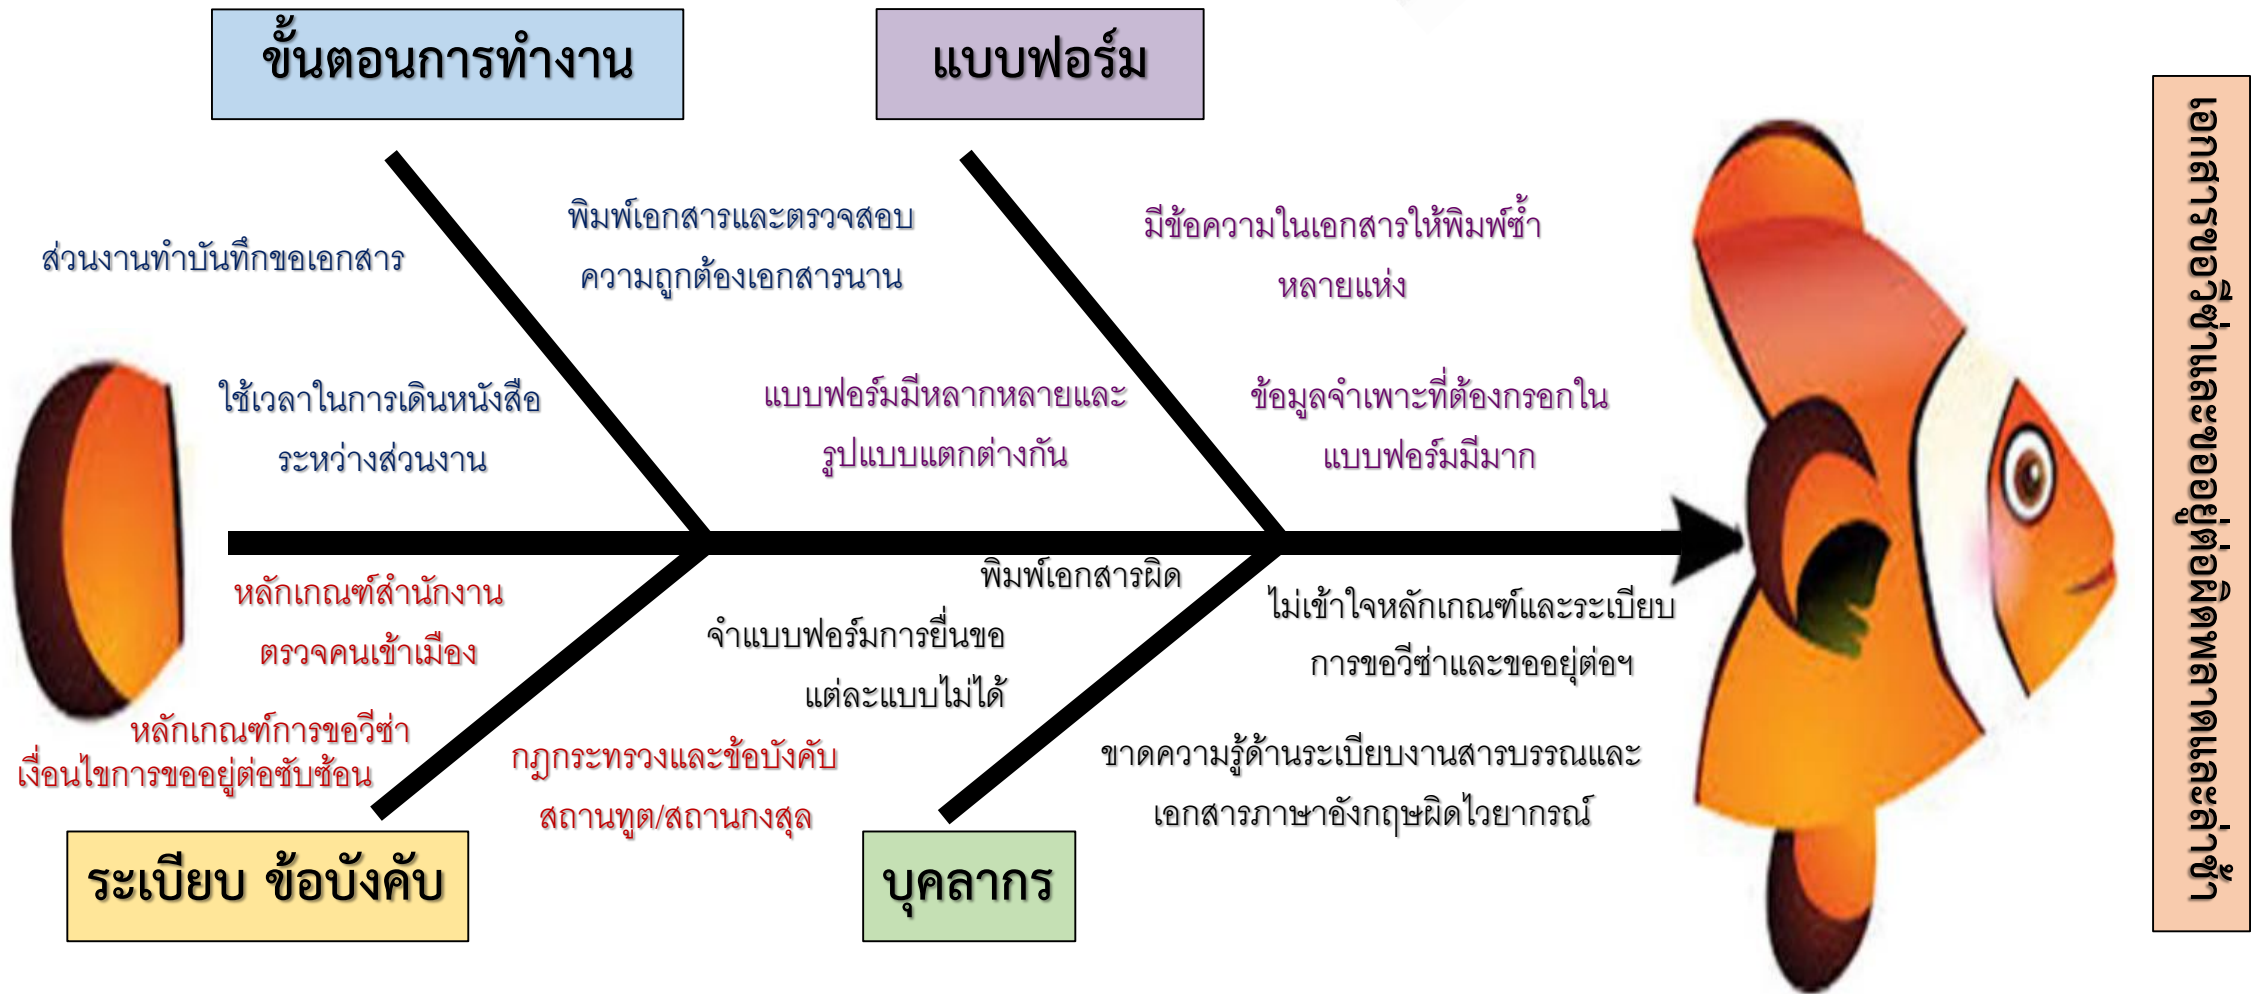 ขั้นตอนการทำงาน
แบบฟอร์ม
ส่วนงานทำบันทึกขอเอกสาร
พิมพ์เอกสารและตรวจสอบ
ความถูกต้องเอกสารนาน
ใช้เวลาในการเดินหนังสือ
ระหว่างส่วนงาน
มีข้อความในเอกสารให้พิมพ์ซ้ำ
หลายแห่ง
แบบฟอร์มมีหลากหลายและ
รูปแบบแตกต่างกัน
ข้อมูลจำเพาะที่ต้องกรอกใน
แบบฟอร์มมีมาก
หลักเกณฑ์สำนักงาน
ตรวจคนเข้าเมือง
หลักเกณฑ์การขอวีซ่า
เงื่อนไขการขออยู่ต่อซับซ้อน
กฎกระทรวงและข้อบังคับ
สถานทูต/สถานกงสุล
พิมพ์เอกสารผิด
จำแบบฟอร์มการยื่นขอ
แต่ละแบบไม่ได้
ไม่เข้าใจหลักเกณฑ์และระเบียบ
การขอวีซ่าและขออยุ่ต่อฯ
ขาดความรู้ด้านระเบียบงานสารบรรณและ
เอกสารภาษาอังกฤษผิดไวยากรณ์
ระเบียบ ข้อบังคับ
บุคลากร
เอกสารขอวีซ่าและขออยู่ต่อผิดพลาดและล่าช้า